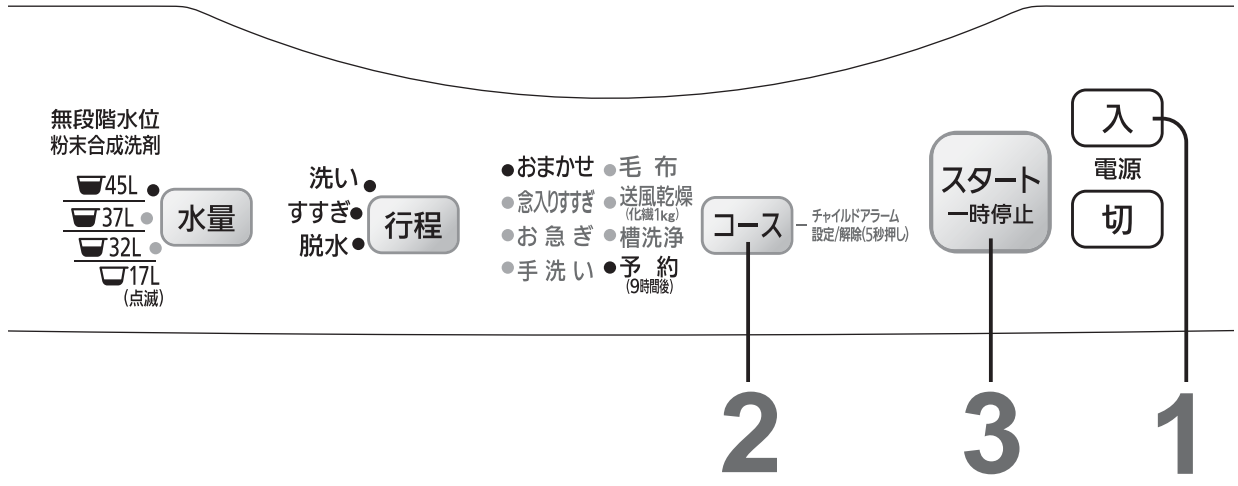 無段階水位
粉末合成洗剤
45L
37L
32L
17L
(点滅)
水量
洗い
すすぎ
脱水
行程
おまかせ
念入りすすぎ
お急ぎ
手洗い
毛布
送風乾燥
(化繊1kg)
槽洗浄
予約
(9時間後)
コース
チャイルドアラーム
設定/解除(5秒押し)
スタート
一時停止
入
電源
切
2
3
1